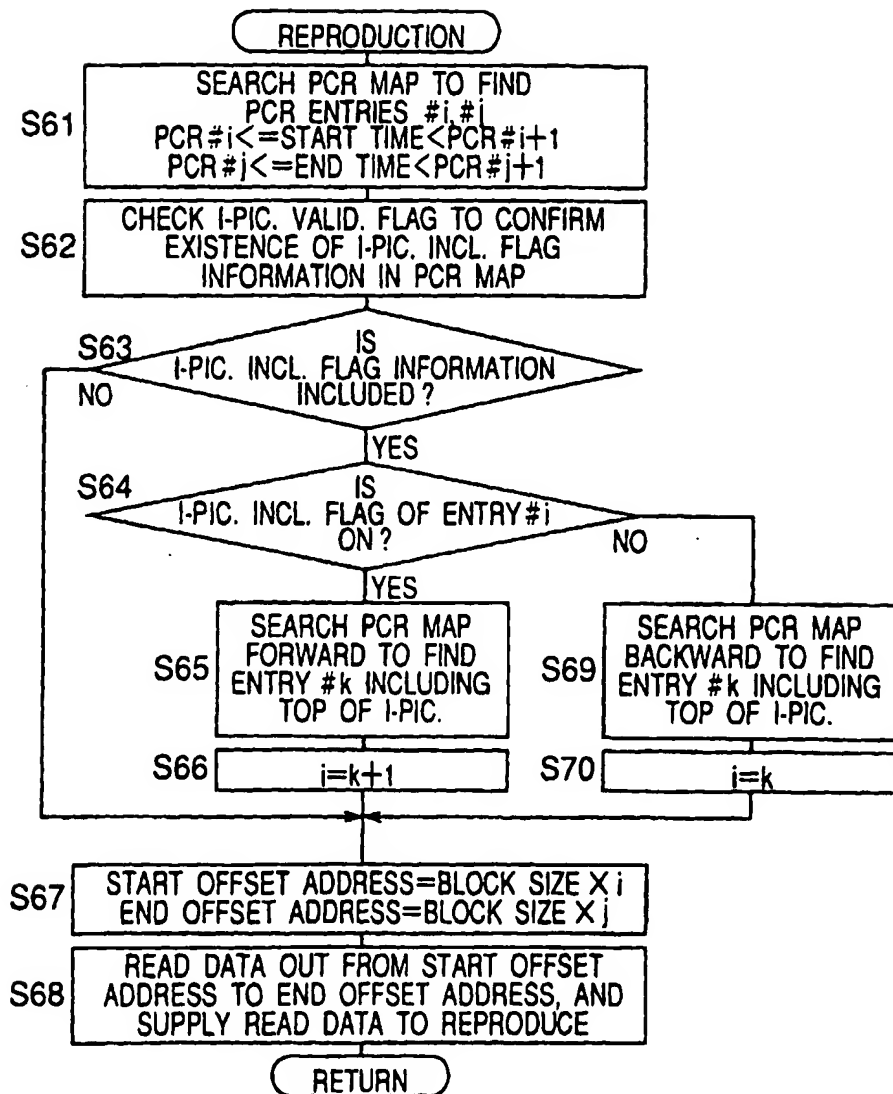 REPRODUCTION
S61
SEARCH PCR MAP TO FIND
PCR ENTRIES #i, #j
PCR#i<=START TIME<PCR#i+1
PCR#j<=END TIME<PCR#j+1
S62
CHECK I-PIC. VALID. FLAG TO CONFIRM
EXISTENCE OF I-PIC. INCL. FLAG
INFORMATION IN PCR MAP
S63
IS
I-PIC. INCL. FLAG INFORMATION
INCLUDED?
NO
YES
S64
IS
I-PIC. INCL. FLAG OF ENTRY#i
ON?
NO
YES
S65
SEARCH PCR MAP
FORWARD TO FIND
ENTRY #k INCLUDING
TOP OF I-PIC.
S69
SEARCH PCR MAP
BACKWARD TO FIND
ENTRY #k INCLUDING
TOP OF I-PIC.
S66
i=k+1
S70
i=k
S67
START OFFSET ADDRESS=BLOCK SIZE X i
END OFFSET ADDRESS=BLOCK SIZE X j
S68
READ DATA OUT FROM START OFFSET
ADDRESS TO END OFFSET ADDRESS, AND
SUPPLY READ DATA TO REPRODUCE
RETURN